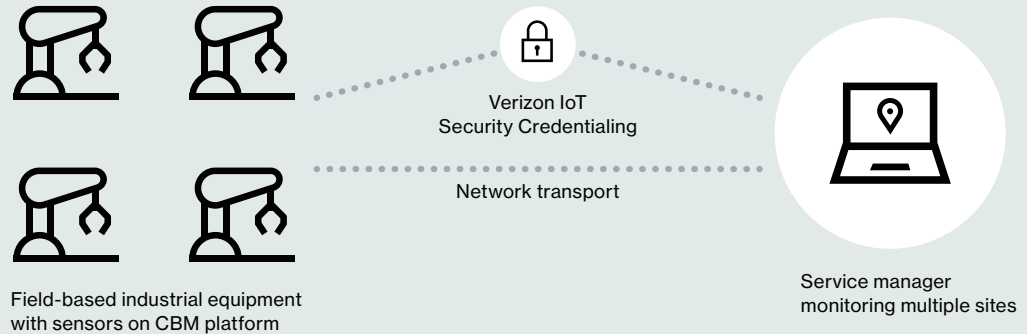 Verizon IoT
Security Credentialing
Network transport
Field-based industrial equipment
with sensors on CBM platform
Service manager
monitoring multiple sites